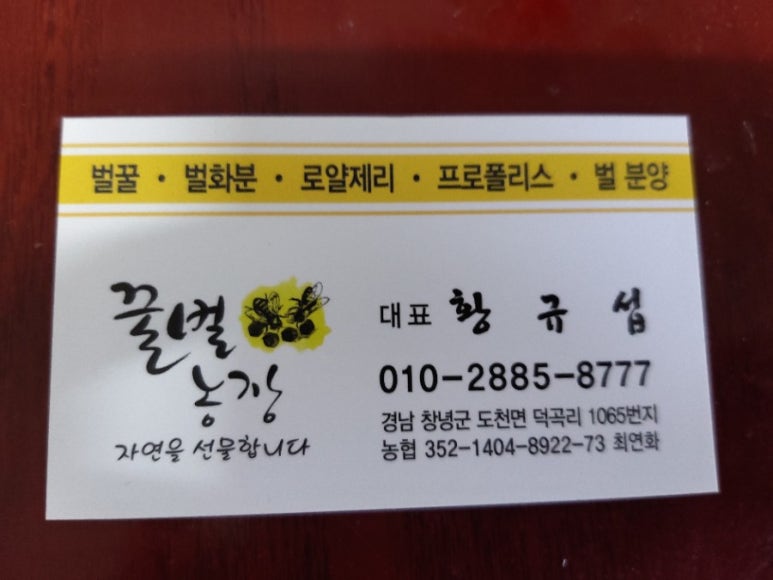 벌꿀 · 벌화분 · 로얄제리 · 프로폴리스 · 벌 분양
꿀벌
농장
자연을 선물합니다
대표 황 규 섭
010-2885-8777
경남 창녕군 도천면 덕곡리 1065번지
농협 352-1404-8922-73 최연화